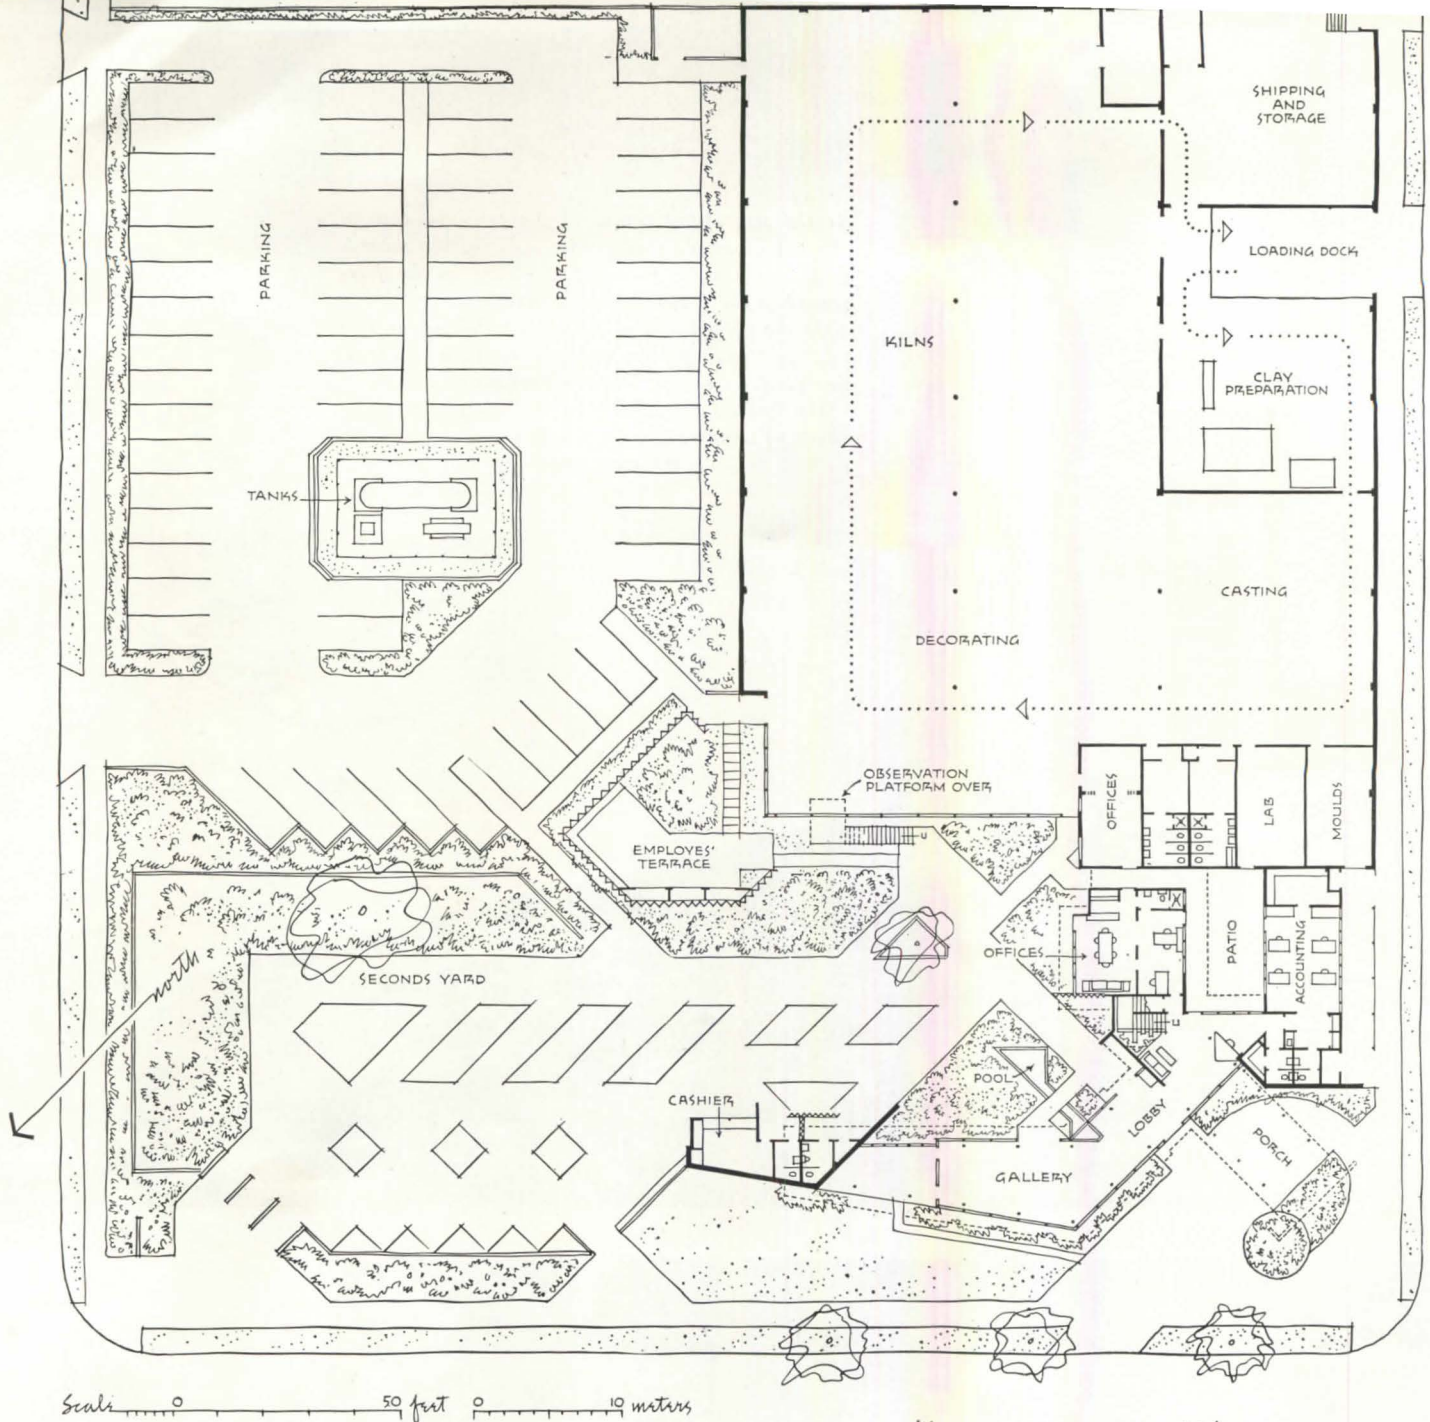 SHIPPING
AND
STORAGE
PARKING
PARKING
LOADING DOCK
KILNS
CLAY
PREPARATION
TANKS
CASTING
DECORATING
OBSERVATION
PLATFORM OVER
OFFICES
LAB
MOULDS
EMPLOYES'
TERRACE
OFFICES
PATIO
ACCOUNTING
north
SECONDS YARD
POOL
CASHIER
LOBBY
PORCH
GALLERY
Scale 0 50 feet 0 10 meters